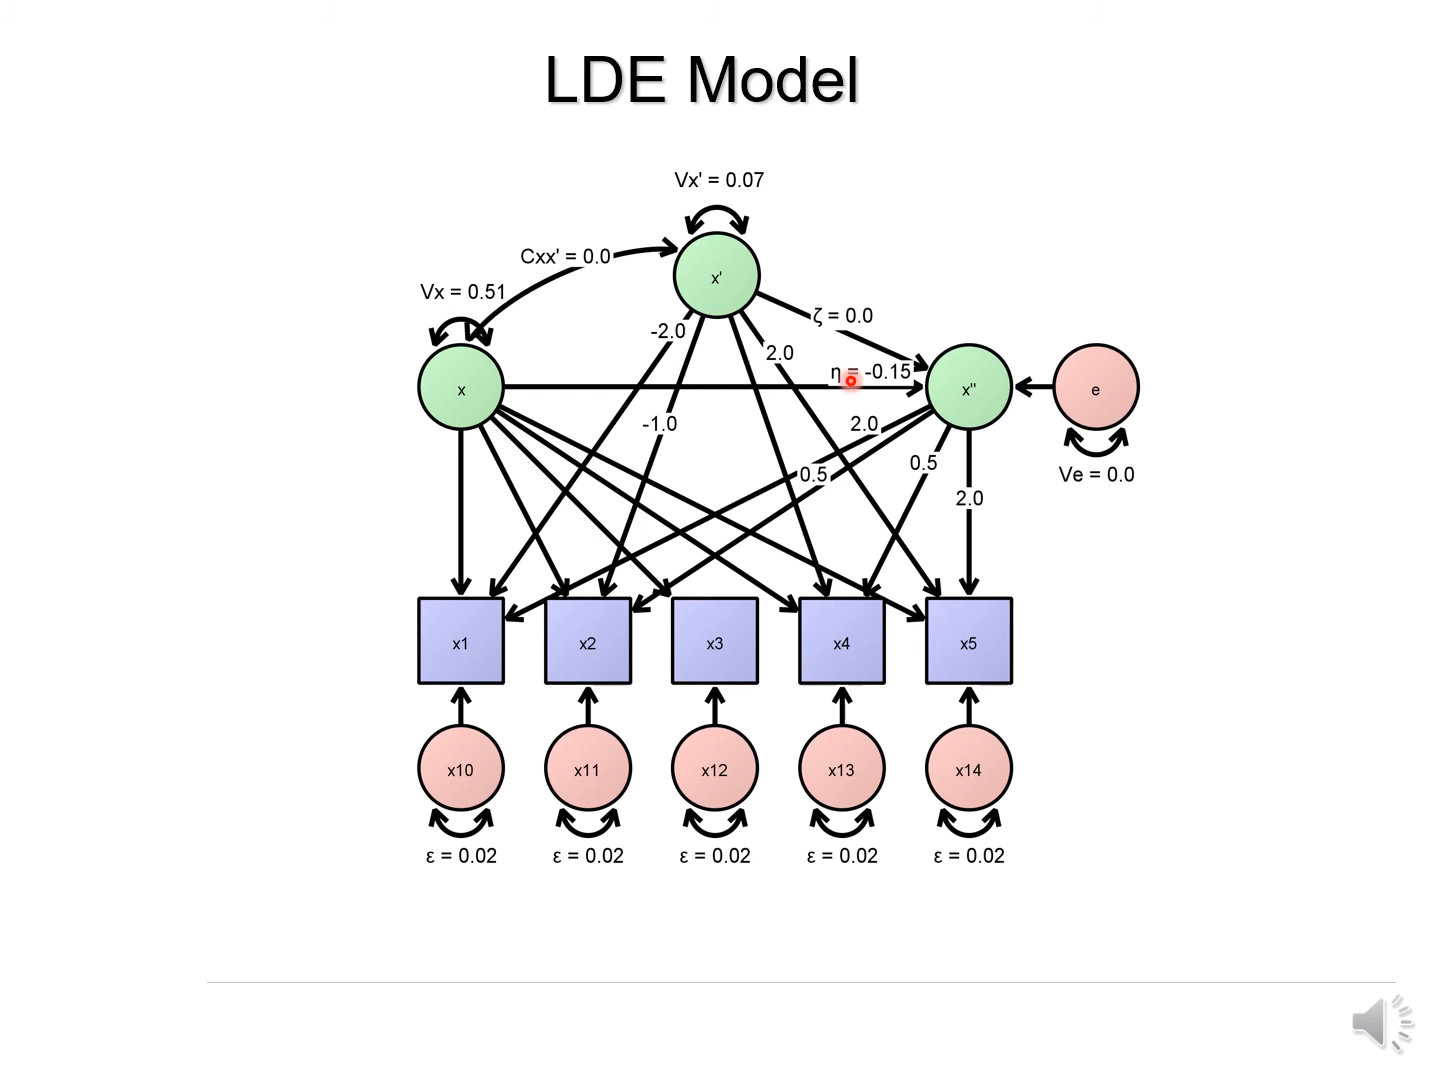 LDE Model
Vx' = 0.07
Cxx' = 0.0
x'
Vx = 0.51
ζ = 0.0
-2.0
2.0
η = -0.15
x
x''
e
-1.0
2.0
0.5
0.5
Ve = 0.0
2.0
x1
x2
x3
x4
x5
x10
x11
x12
x13
x14
ε = 0.02
ε = 0.02
ε = 0.02
ε = 0.02
ε = 0.02